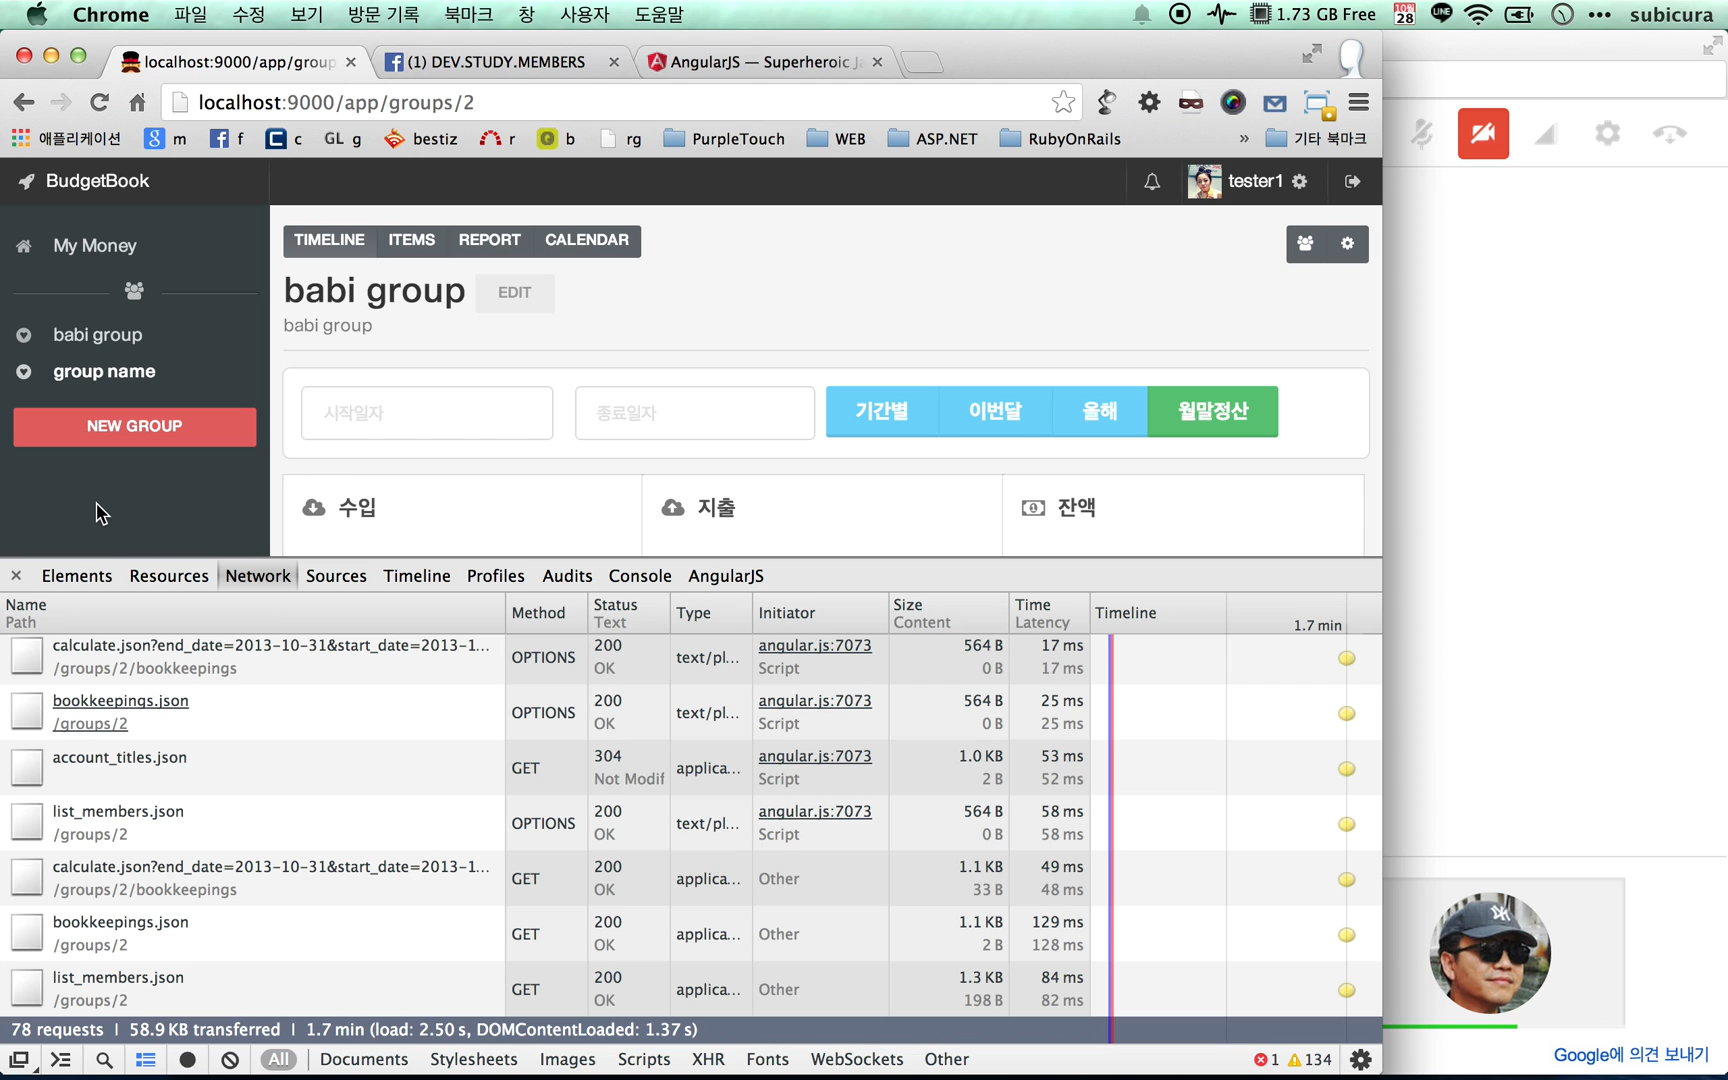 Chrome 파일 수정 보기 방문 기록 북마크 창 사용자 도움말 1.73 GB Free 10월 28 LINE subicura
localhost:9000/app/group (1) DEV.STUDY.MEMBERS AngularJS — Superheroic Ja
localhost:9000/app/groups/2
애플리케이션 m f c GL g bestiz r b rg PurpleTouch WEB ASP.NET RubyOnRails » 기타 북마크
BudgetBook tester1
My Money
babi group
group name
NEW GROUP
TIMELINE ITEMS REPORT CALENDAR
babi group EDIT
babi group
시작일자 종료일자 기간별 이번달 올해 월말정산
수입 지출 잔액
Elements Resources Network Sources Timeline Profiles Audits Console AngularJS
Name Method Status Type Initiator Size Time Timeline
Path Text Content Latency 1.7 min
calculate.json?end_date=2013-10-31&start_date=2013-1... OPTIONS 200 text/pl... angular.js:7073 564 B 17 ms
/groups/2/bookkeepings OK Script 0 B 17 ms
bookkeepings.json OPTIONS 200 text/pl... angular.js:7073 564 B 25 ms
/groups/2 OK Script 0 B 25 ms
account_titles.json GET 304 applica... angular.js:7073 1.0 KB 53 ms
Not Modif Script 2 B 52 ms
list_members.json OPTIONS 200 text/pl... angular.js:7073 564 B 58 ms
/groups/2 OK Script 0 B 58 ms
calculate.json?end_date=2013-10-31&start_date=2013-1... GET 200 applica... Other 1.1 KB 49 ms
/groups/2/bookkeepings OK 33 B 48 ms
bookkeepings.json GET 200 applica... Other 1.1 KB 129 ms
/groups/2 OK 2 B 128 ms
list_members.json GET 200 applica... Other 1.3 KB 84 ms
/groups/2 OK 198 B 82 ms
78 requests | 58.9 KB transferred | 1.7 min (load: 2.50 s, DOMContentLoaded: 1.37 s)
All Documents Stylesheets Images Scripts XHR Fonts WebSockets Other 1 134
Google에 의견 보내기